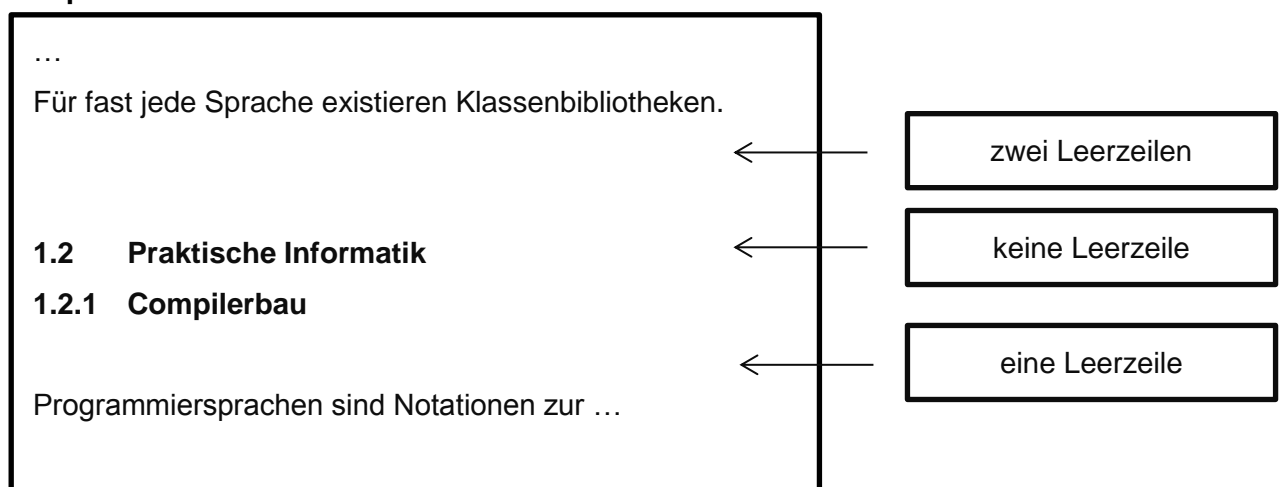 …
Für fast jede Sprache existieren Klassenbibliotheken.
zwei Leerzeilen
1.2 Praktische Informatik
keine Leerzeile
1.2.1 Compilerbau
eine Leerzeile
Programmiersprachen sind Notationen zur …